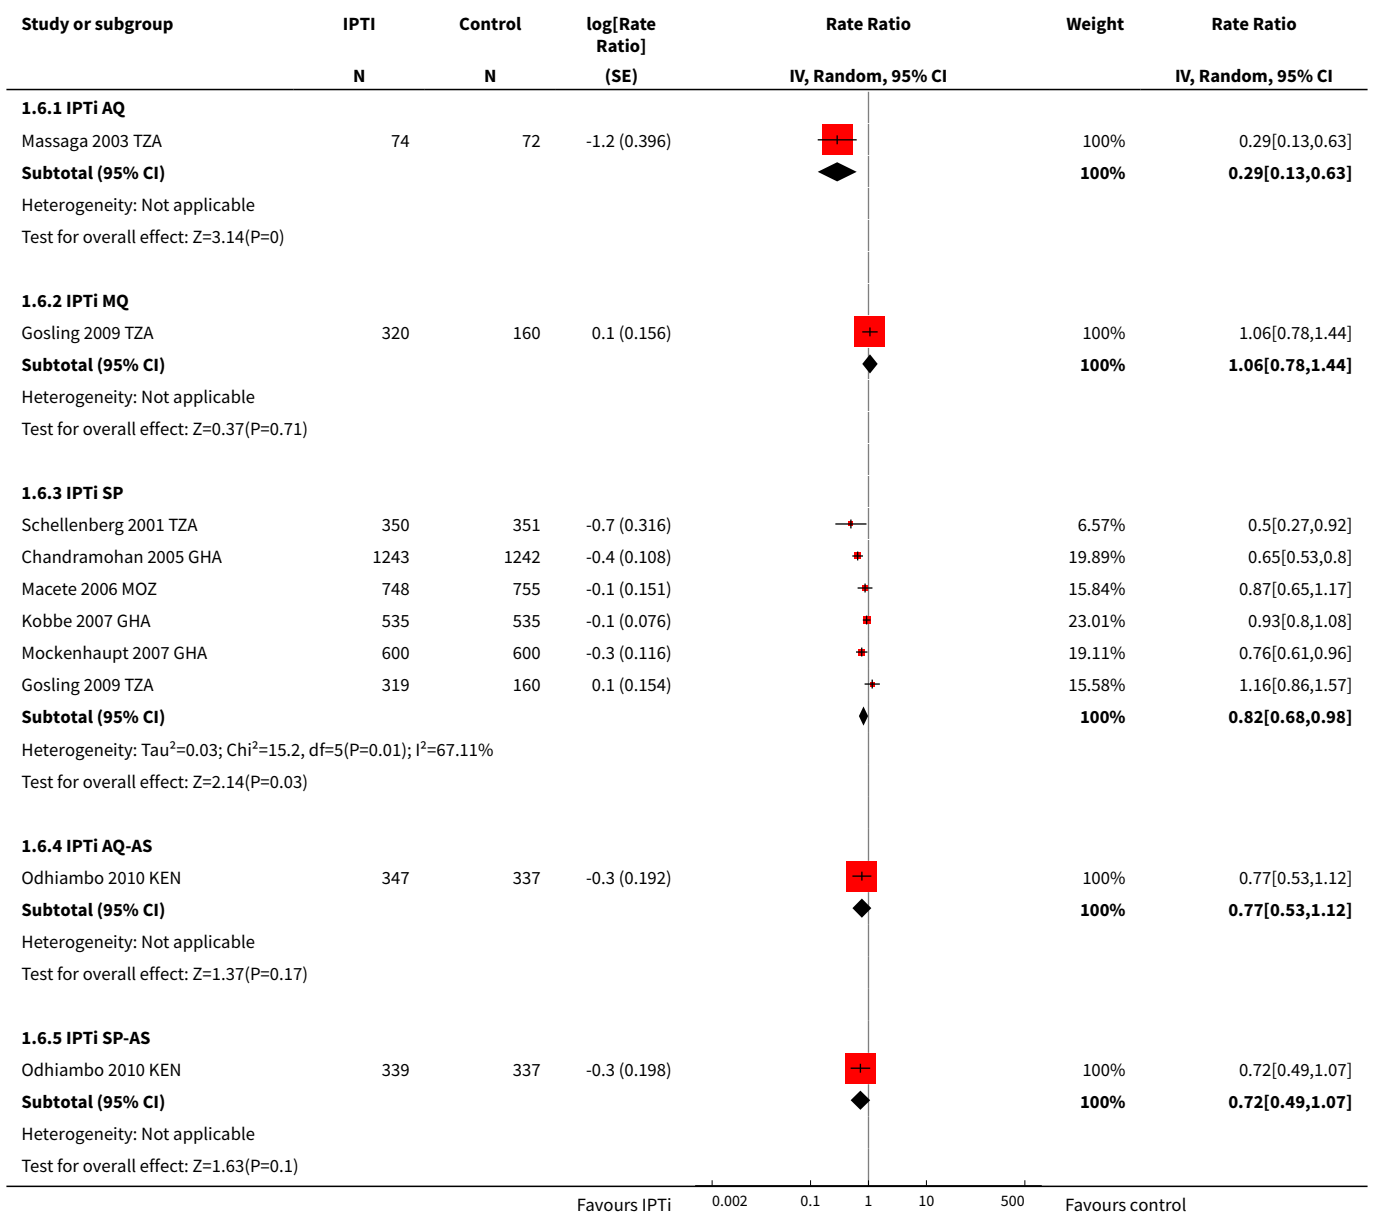 Study or subgroup IPTI Control log[Rate Ratio] Rate Ratio Weight Rate Ratio
N N (SE) IV, Random, 95% CI IV, Random, 95% CI
1.6.1 IPTi AQ
Massaga 2003 TZA 74 72 -1.2 (0.396) 100% 0.29[0.13,0.63]
Subtotal (95% CI) 100% 0.29[0.13,0.63]
Heterogeneity: Not applicable
Test for overall effect: Z=3.14(P=0)
1.6.2 IPTi MQ
Gosling 2009 TZA 320 160 0.1 (0.156) 100% 1.06[0.78,1.44]
Subtotal (95% CI) 100% 1.06[0.78,1.44]
Heterogeneity: Not applicable
Test for overall effect: Z=0.37(P=0.71)
1.6.3 IPTi SP
Schellenberg 2001 TZA 350 351 -0.7 (0.316) 6.57% 0.5[0.27,0.92]
Chandramohan 2005 GHA 1243 1242 -0.4 (0.108) 19.89% 0.65[0.53,0.8]
Macete 2006 MOZ 748 755 -0.1 (0.151) 15.84% 0.87[0.65,1.17]
Kobbe 2007 GHA 535 535 -0.1 (0.076) 23.01% 0.93[0.8,1.08]
Mockenhaupt 2007 GHA 600 600 -0.3 (0.116) 19.11% 0.76[0.61,0.96]
Gosling 2009 TZA 319 160 0.1 (0.154) 15.58% 1.16[0.86,1.57]
Subtotal (95% CI) 100% 0.82[0.68,0.98]
Heterogeneity: Tau²=0.03; Chi²=15.2, df=5(P=0.01); I²=67.11%
Test for overall effect: Z=2.14(P=0.03)
1.6.4 IPTi AQ-AS
Odhiambo 2010 KEN 347 337 -0.3 (0.192) 100% 0.77[0.53,1.12]
Subtotal (95% CI) 100% 0.77[0.53,1.12]
Heterogeneity: Not applicable
Test for overall effect: Z=1.37(P=0.17)
1.6.5 IPTi SP-AS
Odhiambo 2010 KEN 339 337 -0.3 (0.198) 100% 0.72[0.49,1.07]
Subtotal (95% CI) 100% 0.72[0.49,1.07]
Heterogeneity: Not applicable
Test for overall effect: Z=1.63(P=0.1)
Favours IPTi 0.002 0.1 1 10 500 Favours control